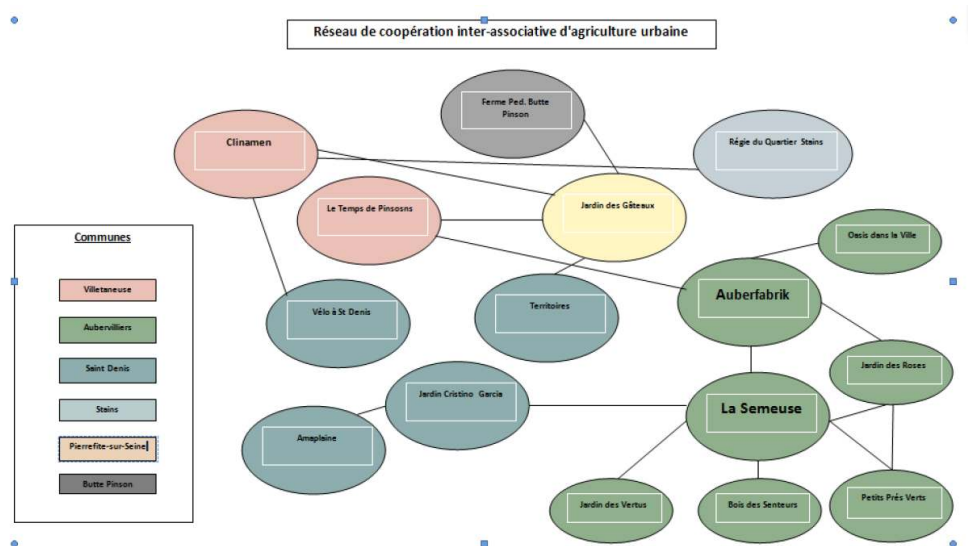 Réseau de coopération inter-associative d'agriculture urbaine
Ferme Ped. Butte
Pinson
Clinamen
Régie du Quartier Stains
Le Temps de Pinsosns
Jardin des Gâteaux
Oasis dans la Ville
Communes
Villetaneuse
Aubervilliers
Saint Denis
Stains
Pierrefite-sur-Seine
Butte Pinson
Vélo à St Denis
Territoires
Auberfabrik
Jardin des Roses
Jardin Cristino Garcia
La Semeuse
Amaplaine
Jardin des Vertus
Bois des Senteurs
Petits Prés Verts